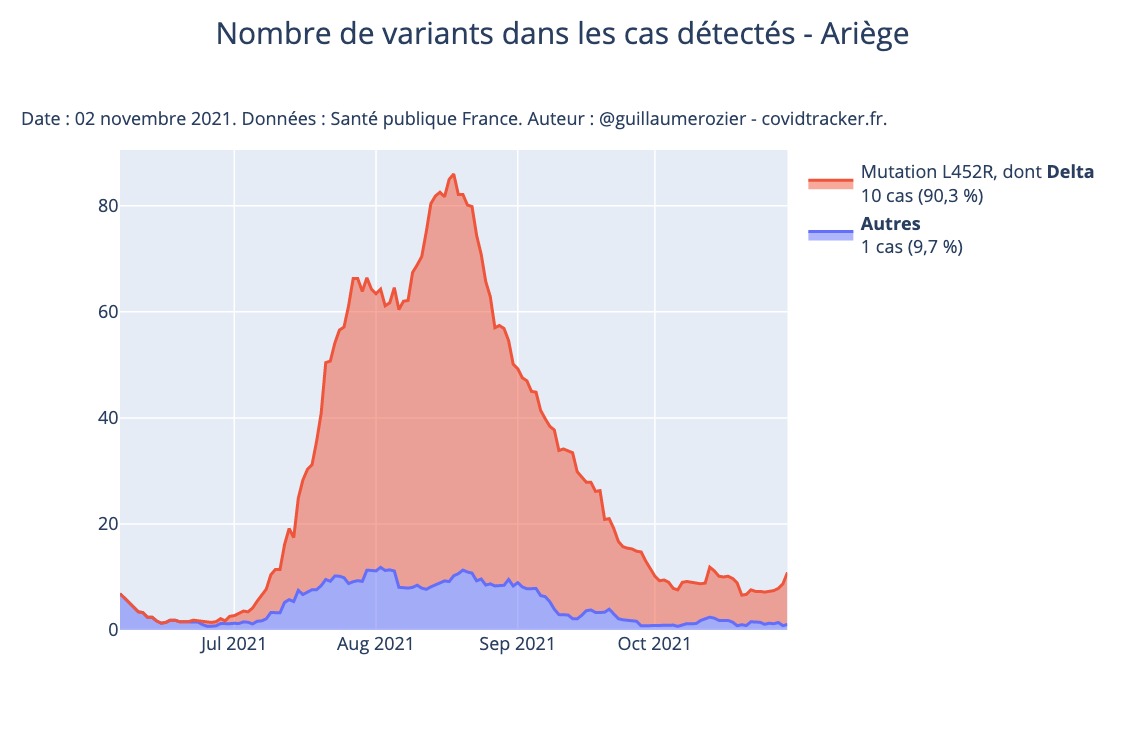 Nombre de variants dans les cas détectés - Ariège
Date : 02 novembre 2021. Données : Santé publique France. Auteur : @guillaumerozier - covidtracker.fr.
Mutation L452R, dont Delta
10 cas (90,3 %)
Autres
1 cas (9,7 %)
80
60
40
20
0
Jul 2021
Aug 2021
Sep 2021
Oct 2021